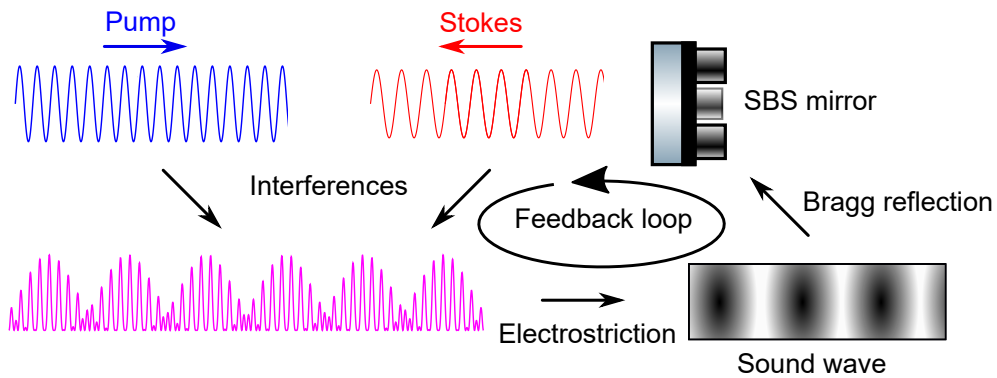 Pump
Stokes
SBS mirror
Interferences
Feedback loop
Bragg reflection
Electrostriction
Sound wave